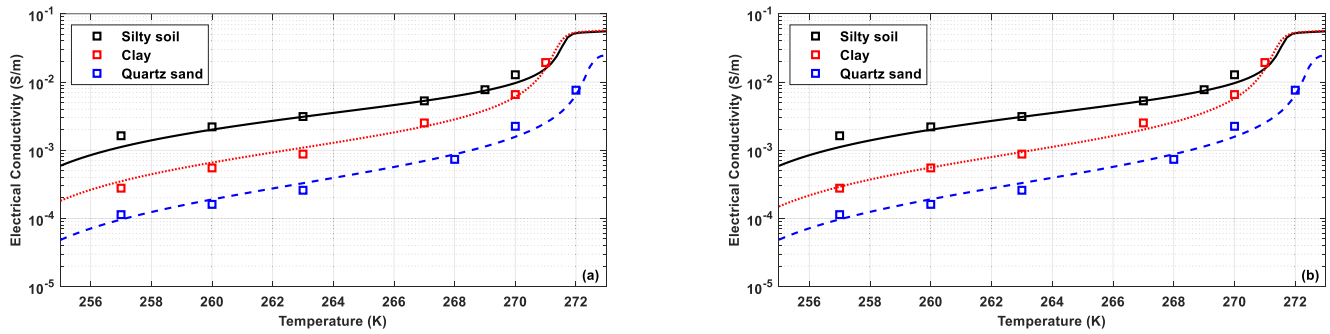 Electrical Conductivity (S/m)
10^-1
10^-2
10^-3
10^-4
10^-5
Silty soil
Clay
Quartz sand
(a)
256 258 260 262 264 266 268 270 272
Temperature (K)
Electrical Conductivity (S/m)
10^-1
10^-2
10^-3
10^-4
10^-5
Silty soil
Clay
Quartz sand
(b)
256 258 260 262 264 266 268 270 272
Temperature (K)